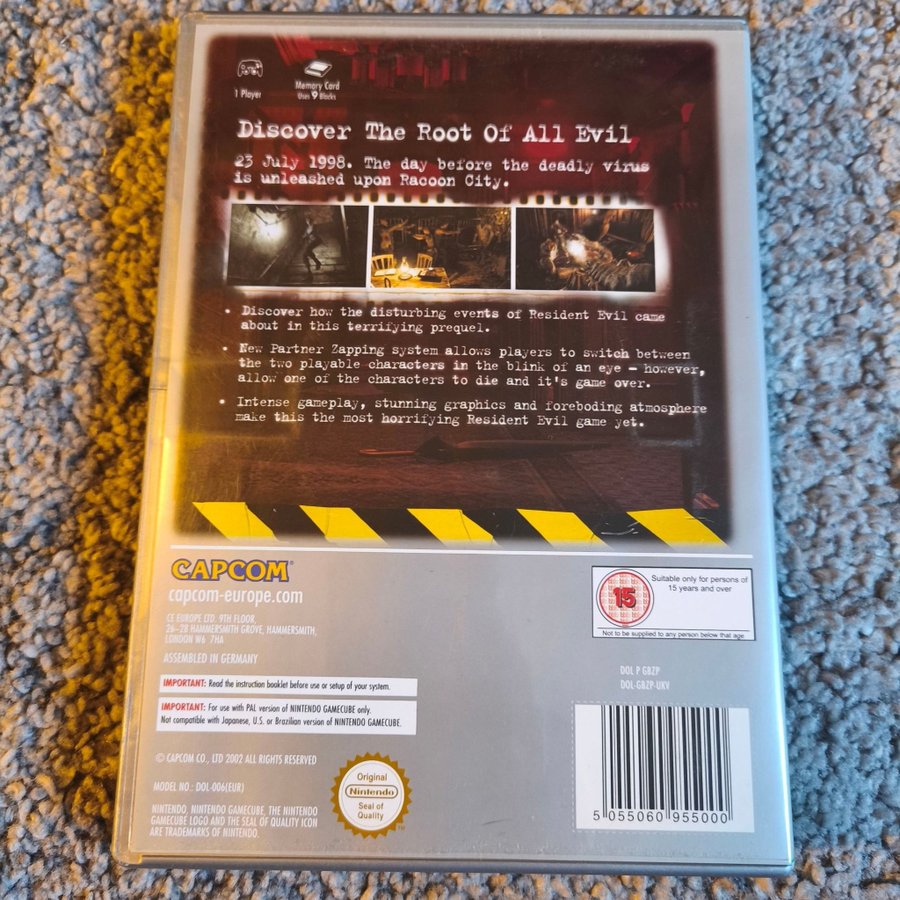 1 Player
Memory Card
Uses 9 Blocks
Discover The Root Of All Evil
23 July 1998. The day before the deadly virus
is unleashed upon Racoon City.
• Discover how the disturbing events of Resident Evil came
about in this terrifying prequel.
• New Partner Zapping system allows players to switch between
the two playable characters in the blink of an eye – however,
allow one of the characters to die and it's game over.
• Intense gameplay, stunning graphics and foreboding atmosphere
make this the most horrifying Resident Evil game yet.
CAPCOM®
capcom-europe.com
CE EUROPE LTD. 9TH FLOOR,
26-28 HAMMERSMITH GROVE, HAMMERSMITH,
LONDON W6 7HA
ASSEMBLED IN GERMANY
IMPORTANT: Read the instruction booklet before use or setup of your system.
IMPORTANT: For use with PAL version of NINTENDO GAMECUBE only.
Not compatible with Japanese, U.S. or Brazilian version of NINTENDO GAMECUBE.
© CAPCOM CO., LTD 2002 ALL RIGHTS RESERVED
MODEL NO.: DOL-006(EUR)
NINTENDO, NINTENDO GAMECUBE, THE NINTENDO
GAMECUBE LOGO AND THE SEAL OF QUALITY ICON
ARE TRADEMARKS OF NINTENDO.
Original
Nintendo
Seal of
Quality
TM
15
Suitable only for persons of
15 years and over
Not to be supplied to any person below that age
DOL P GBZP
DOL-GBZP-UKV
5 055060 955000